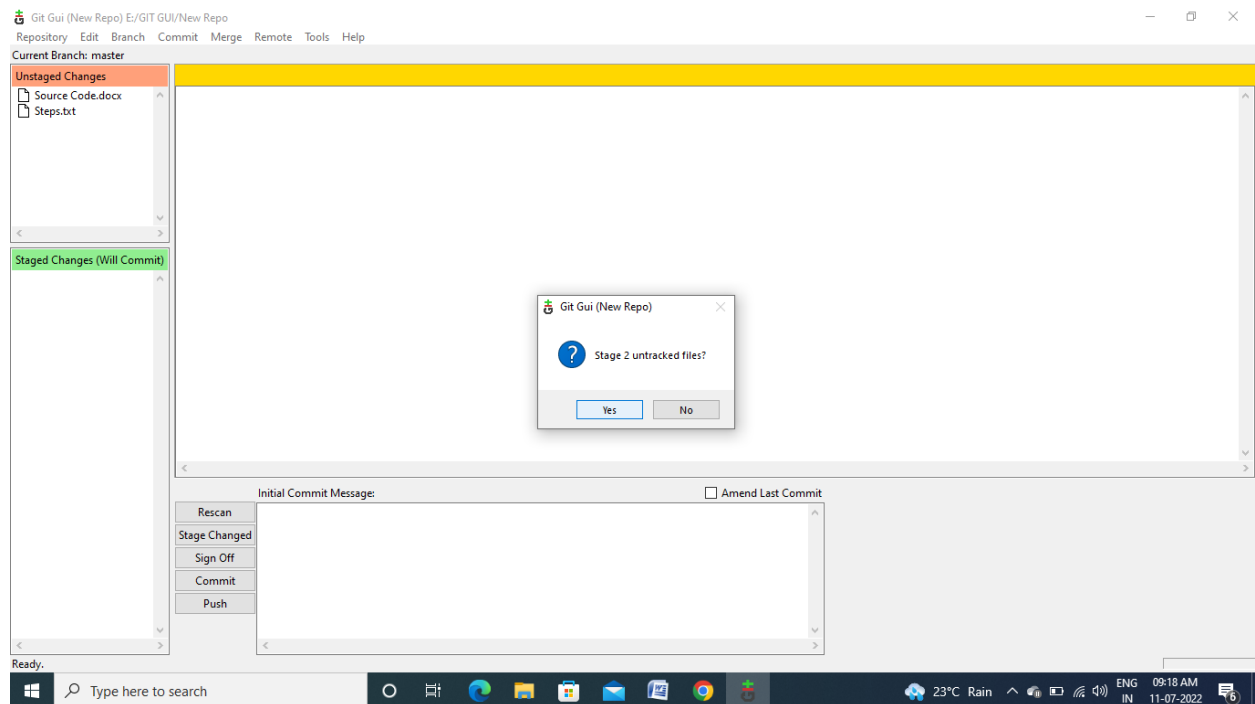 Git Gui (New Repo) E:/GIT GUI/New Repo
Repository Edit Branch Commit Merge Remote Tools Help
Current Branch: master
Unstaged Changes
Source Code.docx
Steps.txt
Staged Changes (Will Commit)
Git Gui (New Repo)
Stage 2 untracked files?
Yes No
Initial Commit Message:
Amend Last Commit
Rescan
Stage Changed
Sign Off
Commit
Push
Ready.
Type here to search
23°C Rain
ENG
IN
09:18 AM
11-07-2022
6